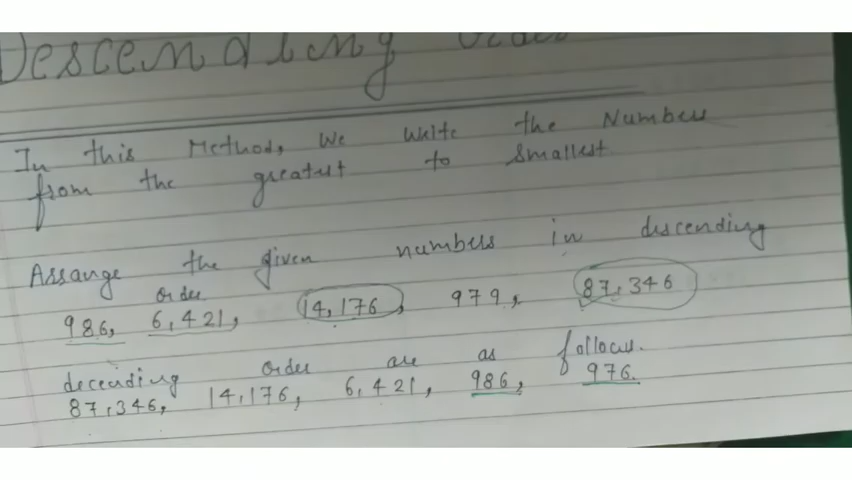 Descending Order
In this Method, We write the Numbers
from the greatest to smallest
Arrange the given numbers in descending
order
986, 6,421, 14,176, 979, 87,346
decending order are as follows.
87,346, 14,176, 6,421, 986, 976.